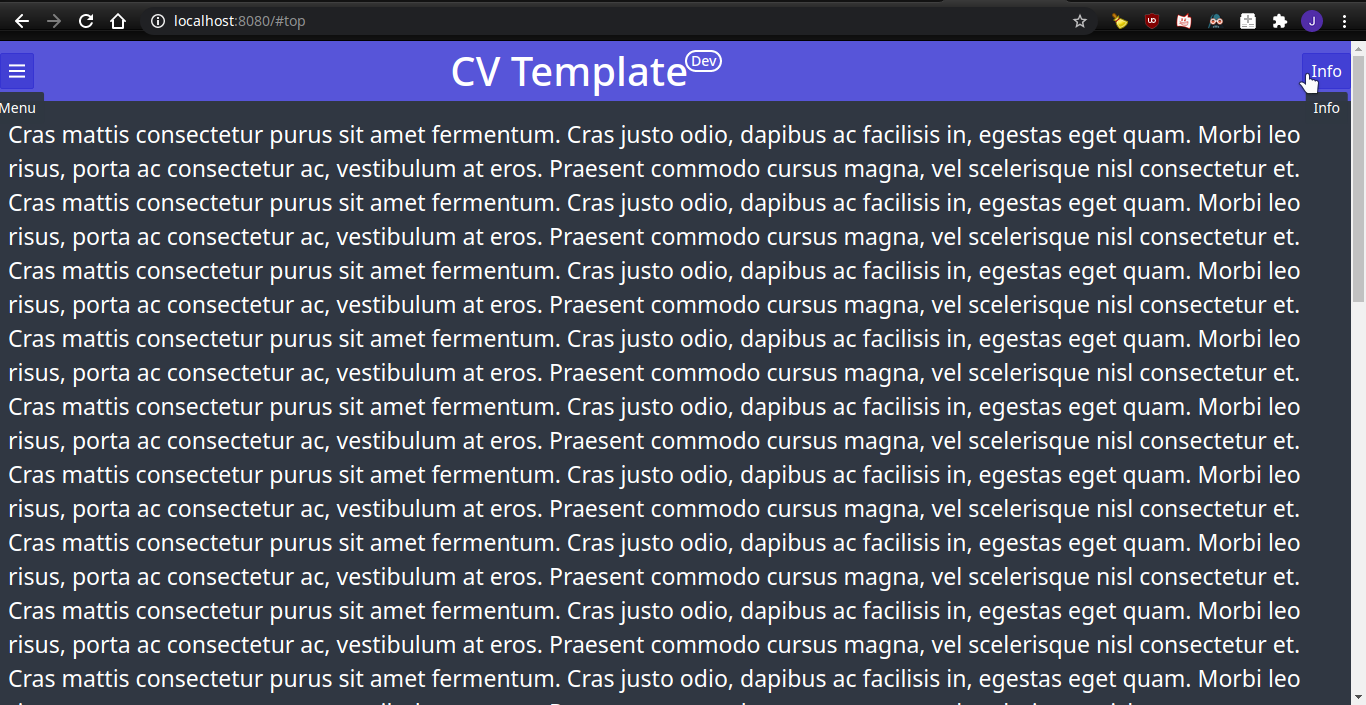 localhost:8080/#top
J
CV Template Dev
Info
Menu
Info
Cras mattis consectetur purus sit amet fermentum. Cras justo odio, dapibus ac facilisis in, egestas eget quam. Morbi leo
risus, porta ac consectetur ac, vestibulum at eros. Praesent commodo cursus magna, vel scelerisque nisl consectetur et.
Cras mattis consectetur purus sit amet fermentum. Cras justo odio, dapibus ac facilisis in, egestas eget quam. Morbi leo
risus, porta ac consectetur ac, vestibulum at eros. Praesent commodo cursus magna, vel scelerisque nisl consectetur et.
Cras mattis consectetur purus sit amet fermentum. Cras justo odio, dapibus ac facilisis in, egestas eget quam. Morbi leo
risus, porta ac consectetur ac, vestibulum at eros. Praesent commodo cursus magna, vel scelerisque nisl consectetur et.
Cras mattis consectetur purus sit amet fermentum. Cras justo odio, dapibus ac facilisis in, egestas eget quam. Morbi leo
risus, porta ac consectetur ac, vestibulum at eros. Praesent commodo cursus magna, vel scelerisque nisl consectetur et.
Cras mattis consectetur purus sit amet fermentum. Cras justo odio, dapibus ac facilisis in, egestas eget quam. Morbi leo
risus, porta ac consectetur ac, vestibulum at eros. Praesent commodo cursus magna, vel scelerisque nisl consectetur et.
Cras mattis consectetur purus sit amet fermentum. Cras justo odio, dapibus ac facilisis in, egestas eget quam. Morbi leo
risus, porta ac consectetur ac, vestibulum at eros. Praesent commodo cursus magna, vel scelerisque nisl consectetur et.
Cras mattis consectetur purus sit amet fermentum. Cras justo odio, dapibus ac facilisis in, egestas eget quam. Morbi leo
risus, porta ac consectetur ac, vestibulum at eros. Praesent commodo cursus magna, vel scelerisque nisl consectetur et.
Cras mattis consectetur purus sit amet fermentum. Cras justo odio, dapibus ac facilisis in, egestas eget quam. Morbi leo
risus, porta ac consectetur ac, vestibulum at eros. Praesent commodo cursus magna, vel scelerisque nisl consectetur et.
Cras mattis consectetur purus sit amet fermentum. Cras justo odio, dapibus ac facilisis in, egestas eget quam. Morbi leo